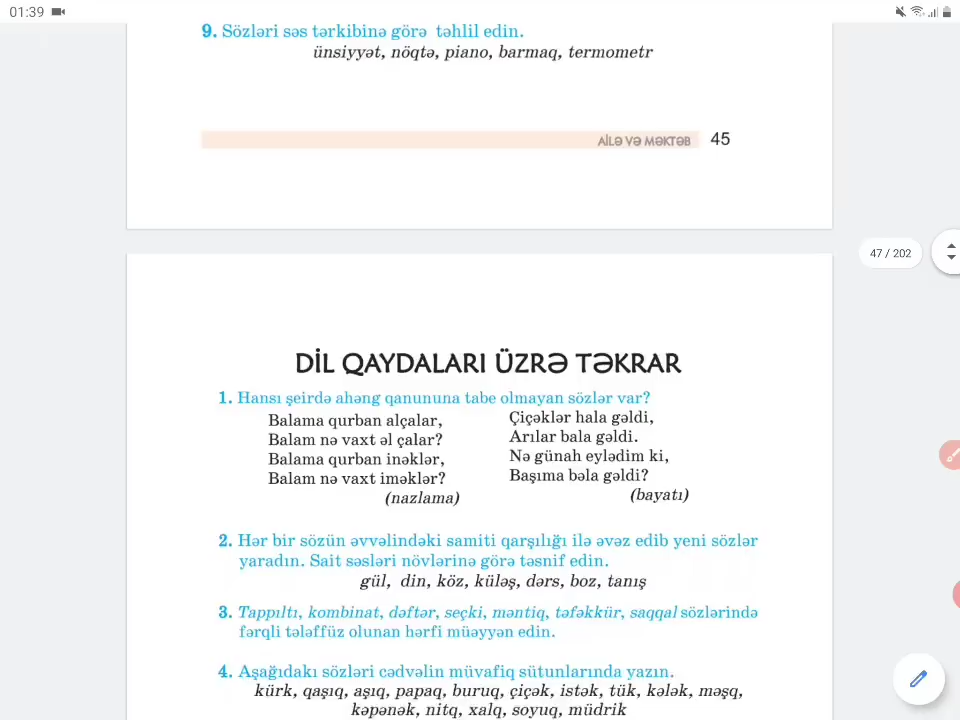 01:39
9. Sözləri səs tərkibinə görə təhlil edin.
ünsiyyət, nöqtə, piano, barmaq, termometr
AİLƏ VƏ MƏKTƏB 45
47 / 202
DİL QAYDALARI ÜZRƏ TƏKRAR
1. Hansı şeirdə ahəng qanununa tabe olmayan sözlər var?
Balama qurban alçalar,
Balam nə vaxt əl çalar?
Balama qurban inəklər,
Balam nə vaxt iməklər?
(nazlama)
Çiçəklər hala gəldi,
Arılar bala gəldi.
Nə günah eylədim ki,
Başıma bəla gəldi?
(bayatı)
2. Hər bir sözün əvvəlindəki samiti qarşılığı ilə əvəz edib yeni sözlər
yaradın. Sait səsləri növlərinə görə təsnif edin.
gül, din, köz, küləş, dərs, boz, tanış
3. Tappıltı, kombinat, dəftər, seçki, məntiq, təfəkkür, saqqal sözlərində
fərqli tələffüz olunan hərfi müəyyən edin.
4. Aşağıdakı sözləri cədvəlin müvafiq sütunlarında yazın.
kürk, qaşıq, aşıq, papaq, buruq, çiçək, istək, tük, kələk, məşq,
kəpənək, nitq, xalq, soyuq, müdrik